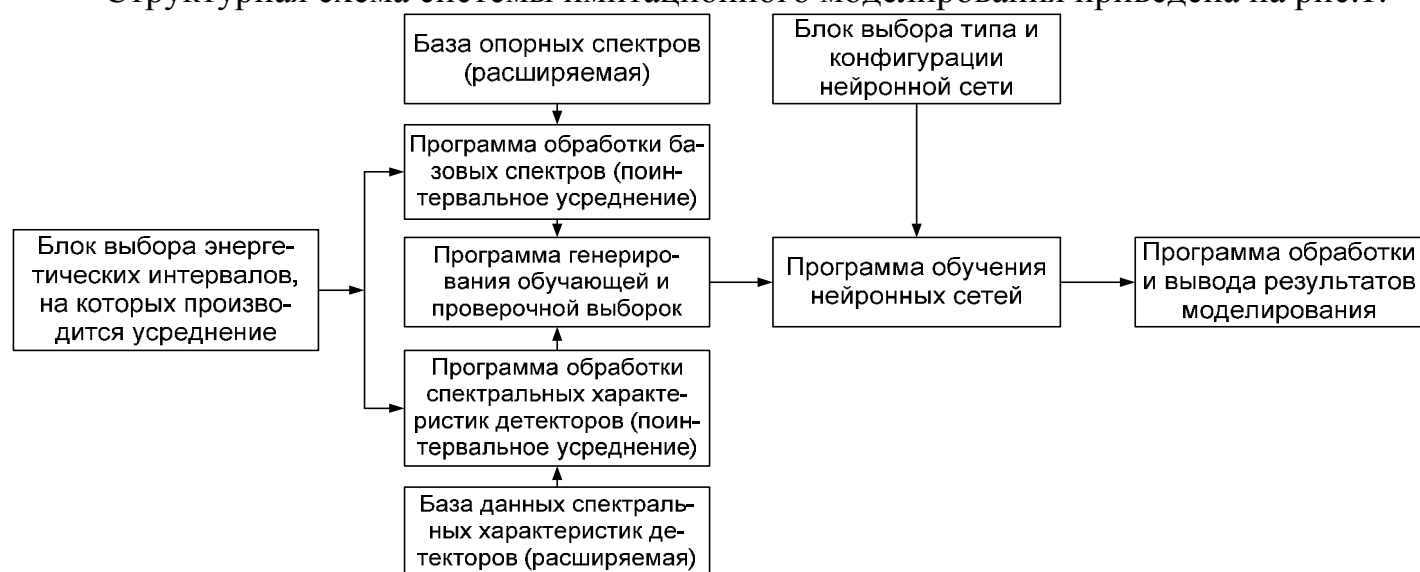 Структурная схема системы имитационного моделирования приведена на рис.1.
База опорных спектров
(расширяемая)
Блок выбора типа и
конфигурации
нейронной сети
Программа обработки ба-
зовых спектров (поин-
тервальное усреднение)
Блок выбора энерге-
тических интервалов,
на которых произво-
дится усреднение
Программа генериро-
вания обучающей и
проверочной выборок
Программа обучения
нейронных сетей
Программа обработки
и вывода результатов
моделирования
Программа обработки
спектральных характе-
ристик детекторов (поин-
тервальное усреднение)
База данных спектраль-
ных характеристик де-
текторов (расширяемая)